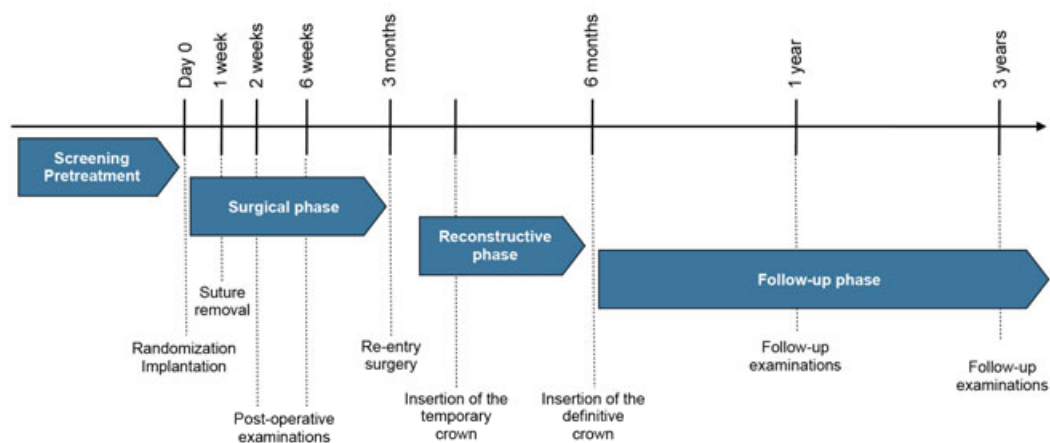 Day 0
1 week
2 weeks
6 weeks
3 months
6 months
1 year
3 years
Screening
Pretreatment
Surgical phase
Reconstructive
phase
Follow-up phase
Suture
removal
Randomization
Implantation
Re-entry
surgery
Follow-up
examinations
Follow-up
examinations
Insertion of the
temporary
crown
Insertion of the
definitive
crown
Post-operative
examinations